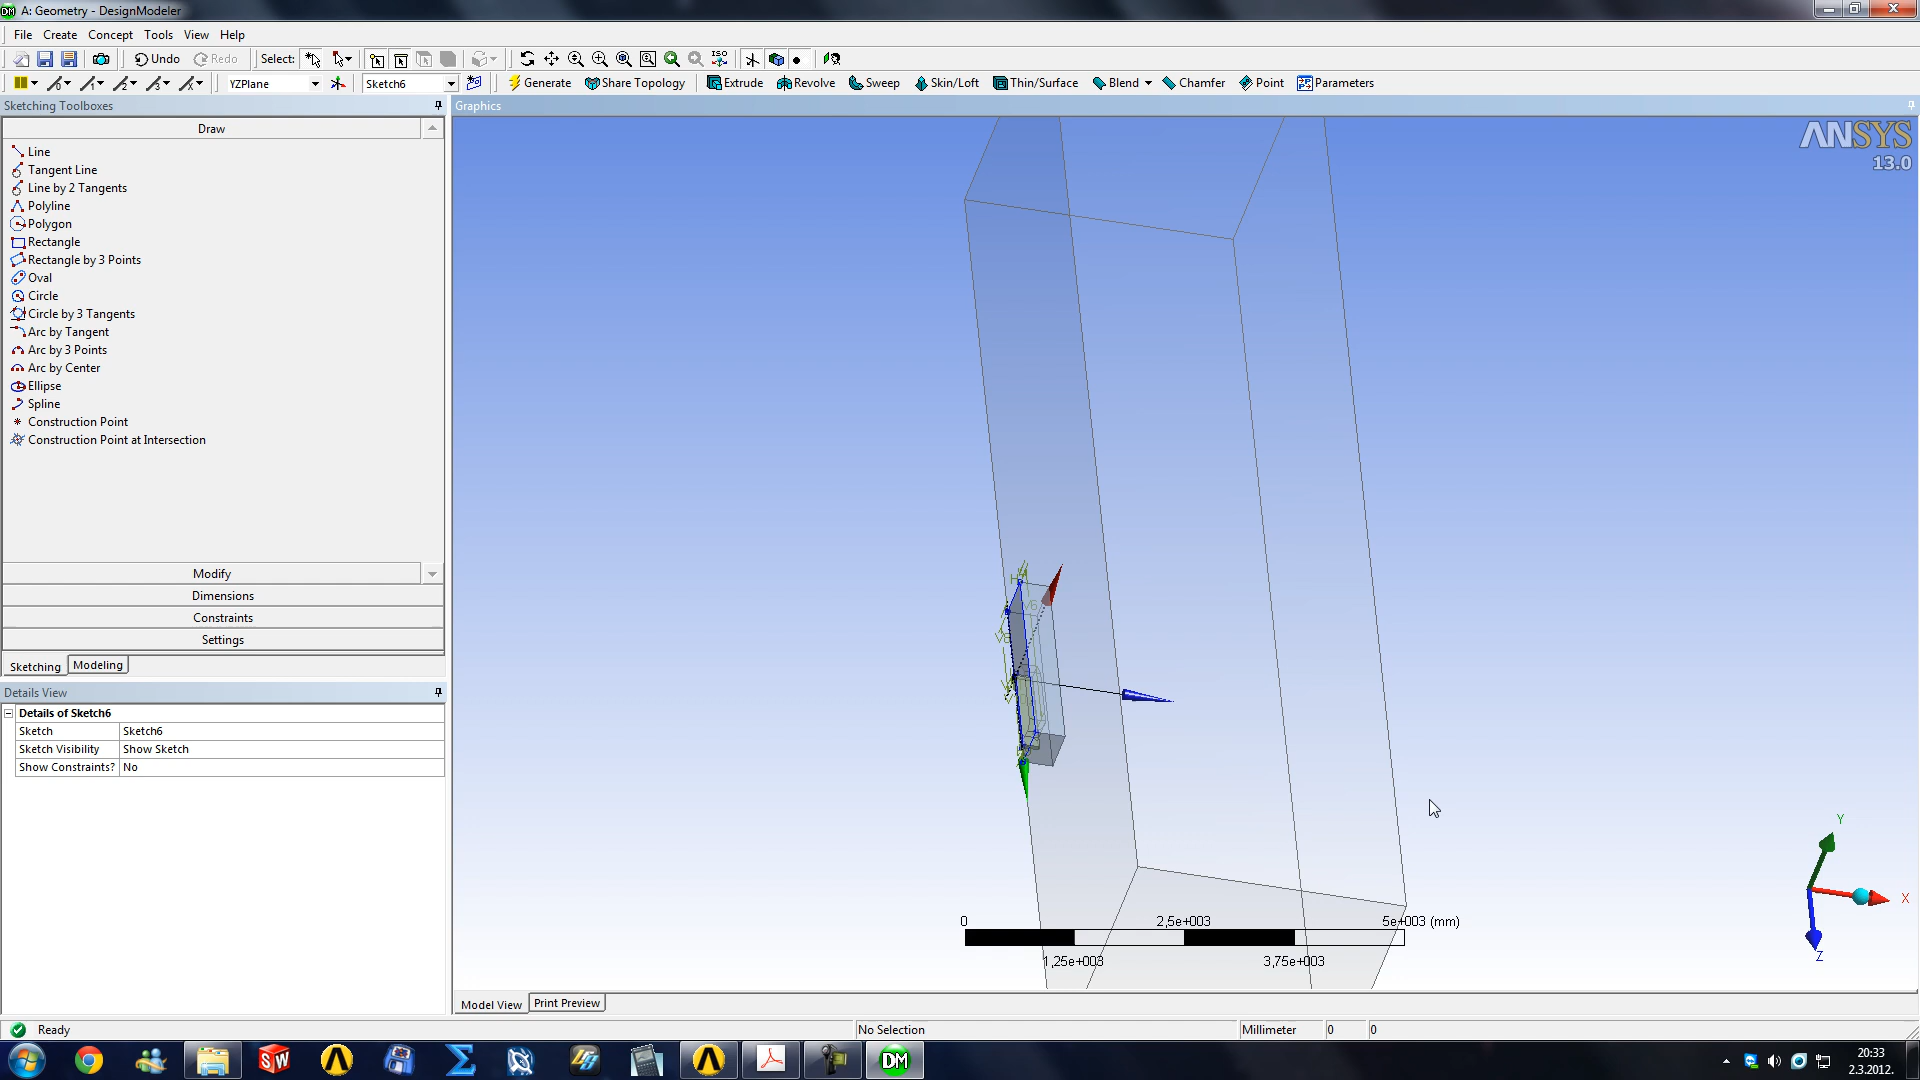 A: Geometry - DesignModeler
File Create Concept Tools View Help
Undo Redo Select: ISO
YZPlane Sketch6 Generate Share Topology Extrude Revolve Sweep Skin/Loft Thin/Surface Blend Chamfer Point Parameters
Sketching Toolboxes
Graphics
Draw
Line
Tangent Line
Line by 2 Tangents
Polyline
Polygon
Rectangle
Rectangle by 3 Points
Oval
Circle
Circle by 3 Tangents
Arc by Tangent
Arc by 3 Points
Arc by Center
Ellipse
Spline
Construction Point
Construction Point at Intersection
Modify
Dimensions
Constraints
Settings
Sketching Modeling
Details View
Details of Sketch6
Sketch Sketch6
Sketch Visibility Show Sketch
Show Constraints? No
ANSYS
13.0
0 2,5e+003 5e+003 (mm)
1,25e+003 3,75e+003
Y
X
Z
Model View Print Preview
Ready No Selection Millimeter 0 0
SW DM
20:33
2.3.2012.